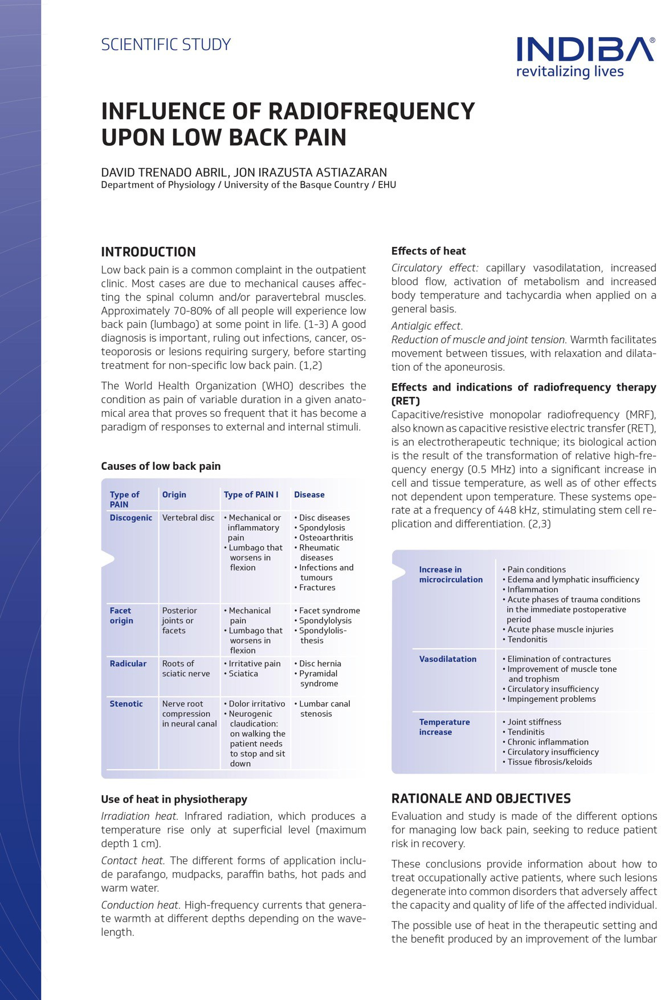 SCIENTIFIC STUDY
INDIBA®
revitalizing lives
INFLUENCE OF RADIOFREQUENCY
UPON LOW BACK PAIN
DAVID TRENADO ABRIL, JON IRAZUSTA ASTIAZARAN
Department of Physiology / University of the Basque Country / EHU
INTRODUCTION
Low back pain is a common complaint in the outpatient
clinic. Most cases are due to mechanical causes affec-
ting the spinal column and/or paravertebral muscles.
Approximately 70-80% of all people will experience low
back pain (lumbago) at some point in life. (1-3) A good
diagnosis is important, ruling out infections, cancer, os-
teoporosis or lesions requiring surgery, before starting
treatment for non-specific low back pain. (1,2)
The World Health Organization (WHO) describes the
condition as pain of variable duration in a given anato-
mical area that proves so frequent that it has become a
paradigm of responses to external and internal stimuli.
Causes of low back pain
Type of
PAIN
Origin
Type of PAIN I
Disease
Discogenic
Vertebral disc
• Mechanical or
inflammatory
pain
• Lumbago that
worsens in
flexion
• Disc diseases
• Spondylosis
• Osteoarthritis
• Rheumatic
diseases
• Infections and
tumours
• Fractures
Facet
origin
Posterior
joints or
facets
• Mechanical
pain
• Lumbago that
worsens in
flexion
• Facet syndrome
• Spondylolysis
• Spondylolis-
thesis
Radicular
Roots of
sciatic nerve
• Irritative pain
• Sciatica
• Disc hernia
• Pyramidal
syndrome
Stenotic
Nerve root
compression
in neural canal
• Dolor irritativo
• Neurogenic
claudication:
on walking the
patient needs
to stop and sit
down
• Lumbar canal
stenosis
Use of heat in physiotherapy
Irradiation heat. Infrared radiation, which produces a
temperature rise only at superficial level (maximum
depth 1 cm).
Contact heat. The different forms of application inclu-
de parafango, mudpacks, paraffin baths, hot pads and
warm water.
Conduction heat. High-frequency currents that genera-
te warmth at different depths depending on the wave-
length.
Effects of heat
Circulatory effect: capillary vasodilatation, increased
blood flow, activation of metabolism and increased
body temperature and tachycardia when applied on a
general basis.
Antialgic effect.
Reduction of muscle and joint tension. Warmth facilitates
movement between tissues, with relaxation and dilata-
tion of the aponeurosis.
Effects and indications of radiofrequency therapy
(RET)
Capacitive/resistive monopolar radiofrequency (MRF),
also known as capacitive resistive electric transfer (RET),
is an electrotherapeutic technique; its biological action
is the result of the transformation of relative high-fre-
quency energy (0.5 MHz) into a significant increase in
cell and tissue temperature, as well as of other effects
not dependent upon temperature. These systems ope-
rate at a frequency of 448 kHz, stimulating stem cell re-
plication and differentiation. (2,3)
Increase in
microcirculation
• Pain conditions
• Edema and lymphatic insufficiency
• Inflammation
• Acute phases of trauma conditions
in the immediate postoperative
period
• Acute phase muscle injuries
• Tendonitis
Vasodilatation
• Elimination of contractures
• Improvement of muscle tone
and trophism
• Circulatory insufficiency
• Impingement problems
Temperature
increase
• Joint stiffness
• Tendinitis
• Chronic inflammation
• Circulatory insufficiency
• Tissue fibrosis/keloids
RATIONALE AND OBJECTIVES
Evaluation and study is made of the different options
for managing low back pain, seeking to reduce patient
risk in recovery.
These conclusions provide information about how to
treat occupationally active patients, where such lesions
degenerate into common disorders that adversely affect
the capacity and quality of life of the affected individual.
The possible use of heat in the therapeutic setting and
the benefit produced by an improvement of the lumbar